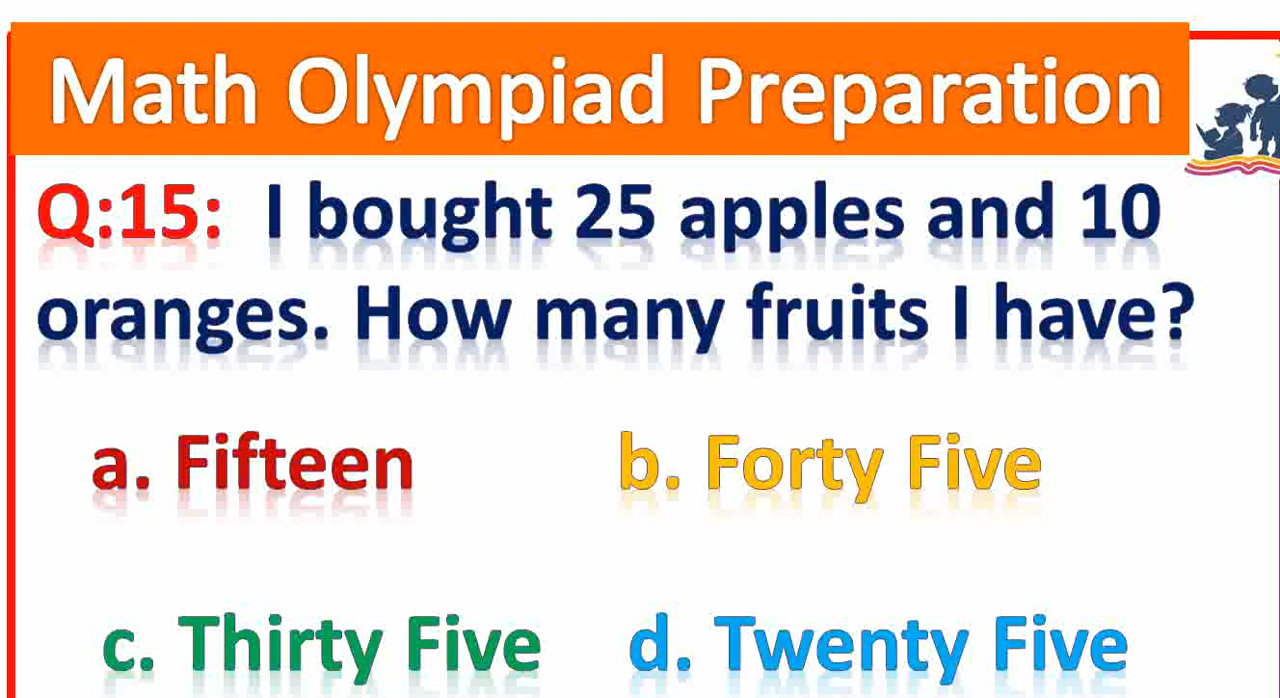 Math Olympiad Preparation
Q:15: I bought 25 apples and 10
oranges. How many fruits I have?
a. Fifteen b. Forty Five
c. Thirty Five d. Twenty Five